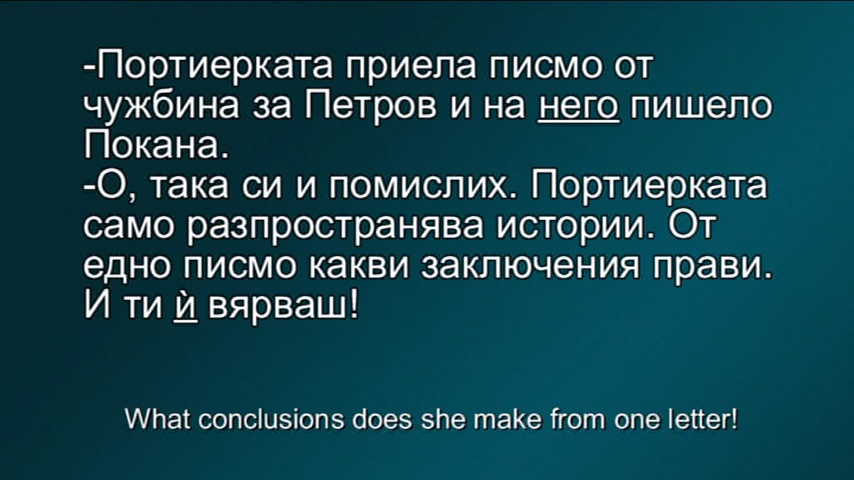 -Портиерката приела писмо от
чужбина за Петров и на него пишело
Покана.
-О, така си и помислих. Портиерката
само разпространява истории. От
едно писмо какви заключения прави.
И ти ѝ вярваш!
What conclusions does she make from one letter!